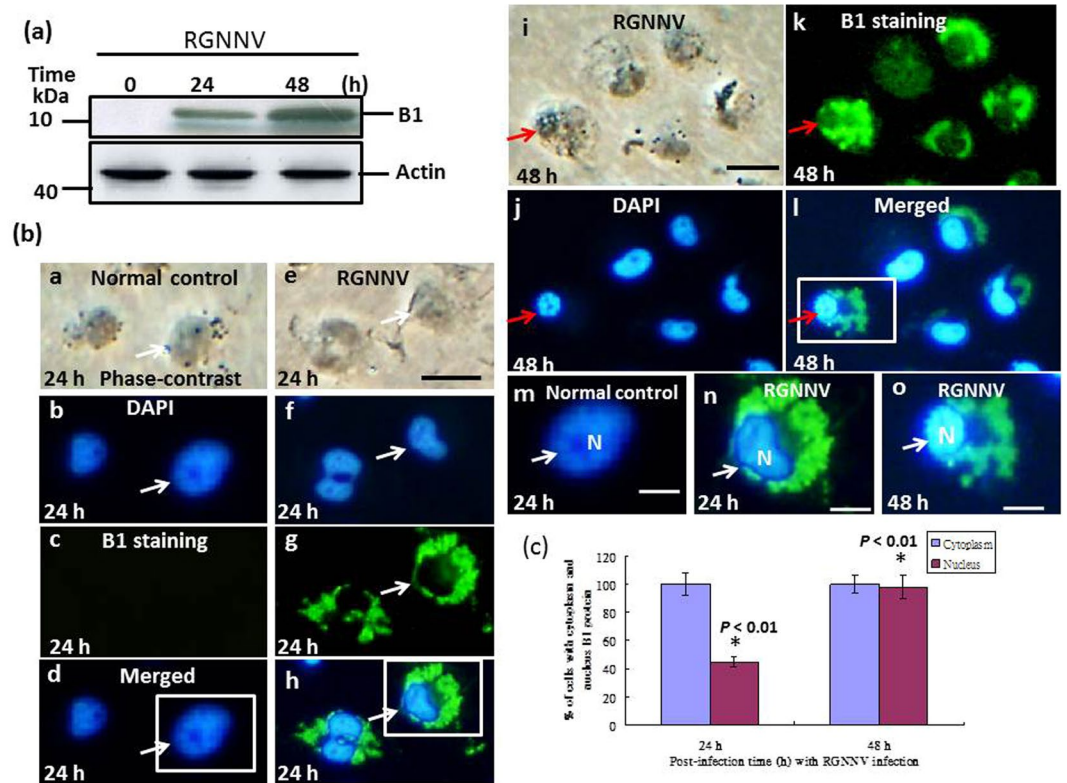 (a)
RGNNV
Time 0 24 48 (h)
kDa
10 B1
Actin
40
(b)
a Normal control
24 h Phase-contrast
e RGNNV
24 h
b DAPI
24 h
f
24 h
c B1 staining
24 h
g
24 h
d Merged
24 h
h
24 h
i RGNNV
48 h
k B1 staining
48 h
j DAPI
48 h
l Merged
48 h
m Normal control
N
24 h
n RGNNV
N
24 h
o RGNNV
N
48 h
(c)
% of cells with cytoplasm and
nucleus B1 protein
120
100
80
60
40
20
0
P < 0.01
*
P < 0.01
*
Cytoplasm
Nucleus
24 h 48 h
Post-infection time (h) with RGNNV infection